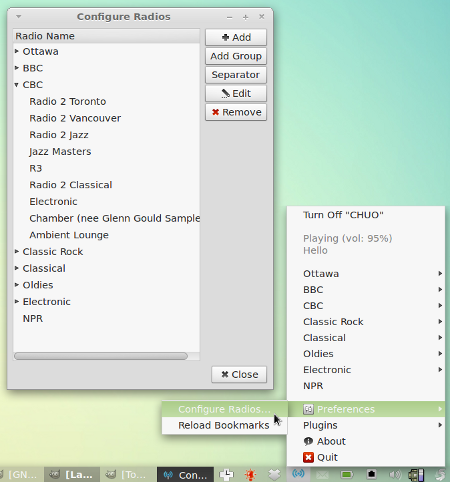 Configure Radios
Radio Name
Ottawa
BBC
CBC
Radio 2 Toronto
Radio 2 Vancouver
Radio 2 Jazz
Jazz Masters
R3
Radio 2 Classical
Electronic
Chamber (nee Glenn Gould Sample
Ambient Lounge
Classic Rock
Classical
Oldies
Electronic
NPR
Add
Add Group
Separator
Edit
Remove
Close
Turn Off "CHUO"
Playing (vol: 95%)
Hello
Ottawa
BBC
CBC
Classic Rock
Classical
Oldies
Electronic
NPR
Preferences
Plugins
About
Quit
Configure Radios...
Reload Bookmarks
[GN...
[La...
[To...
Con...